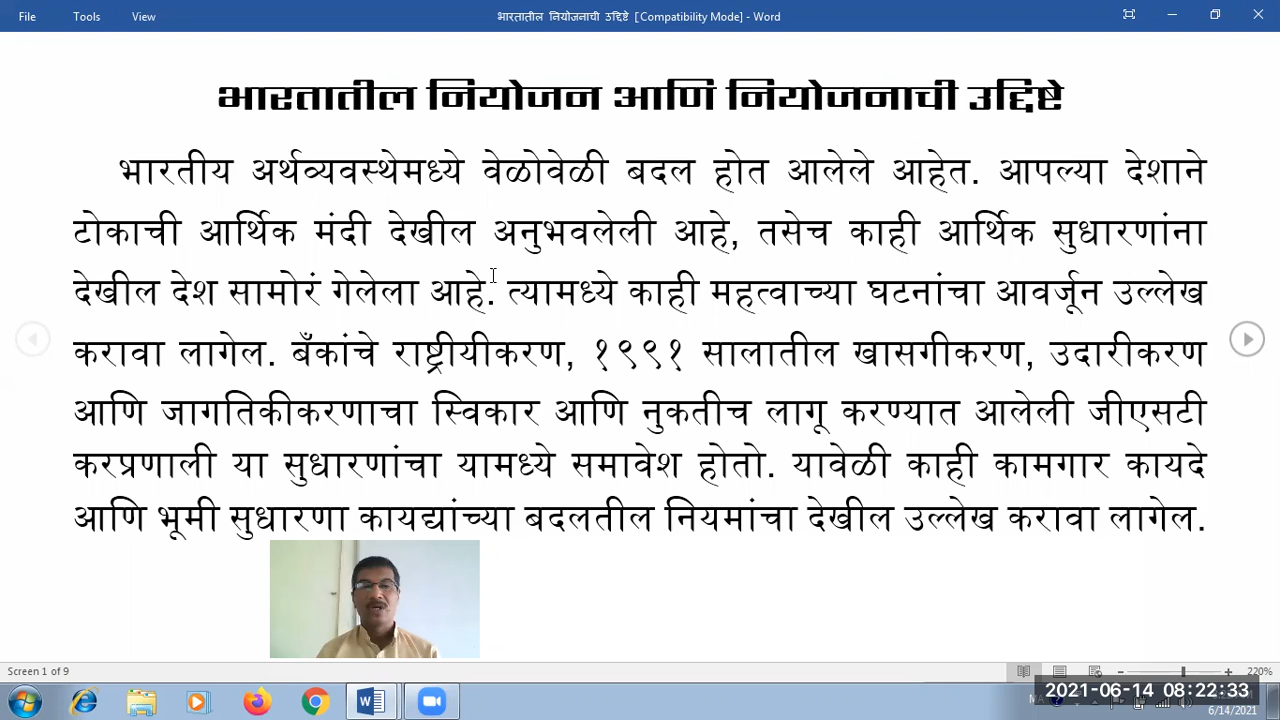 File Tools View भारतातील नियोजनाची उद्दिष्टे [Compatibility Mode] - Word
भारतातील नियोजन आणि नियोजनाची उद्दिष्टे
भारतीय अर्थव्यवस्थेमध्ये वेळोवेळी बदल होत आलेले आहेत. आपल्या देशाने
टोकाची आर्थिक मंदी देखील अनुभवलेली आहे, तसेच काही आर्थिक सुधारणांना
देखील देश सामोरं गेलेला आहे. त्यामध्ये काही महत्वाच्या घटनांचा आवर्जून उल्लेख
करावा लागेल. बँकांचे राष्ट्रीयीकरण, १९९१ सालातील खासगीकरण, उदारीकरण
आणि जागतिकीकरणाचा स्विकार आणि नुकतीच लागू करण्यात आलेली जीएसटी
करप्रणाली या सुधारणांचा यामध्ये समावेश होतो. यावेळी काही कामगार कायदे
आणि भूमी सुधारणा कायद्यांच्या बदलतील नियमांचा देखील उल्लेख करावा लागेल.
Screen 1 of 9 220%
2021-06-14 08:22:33
6/14/2021